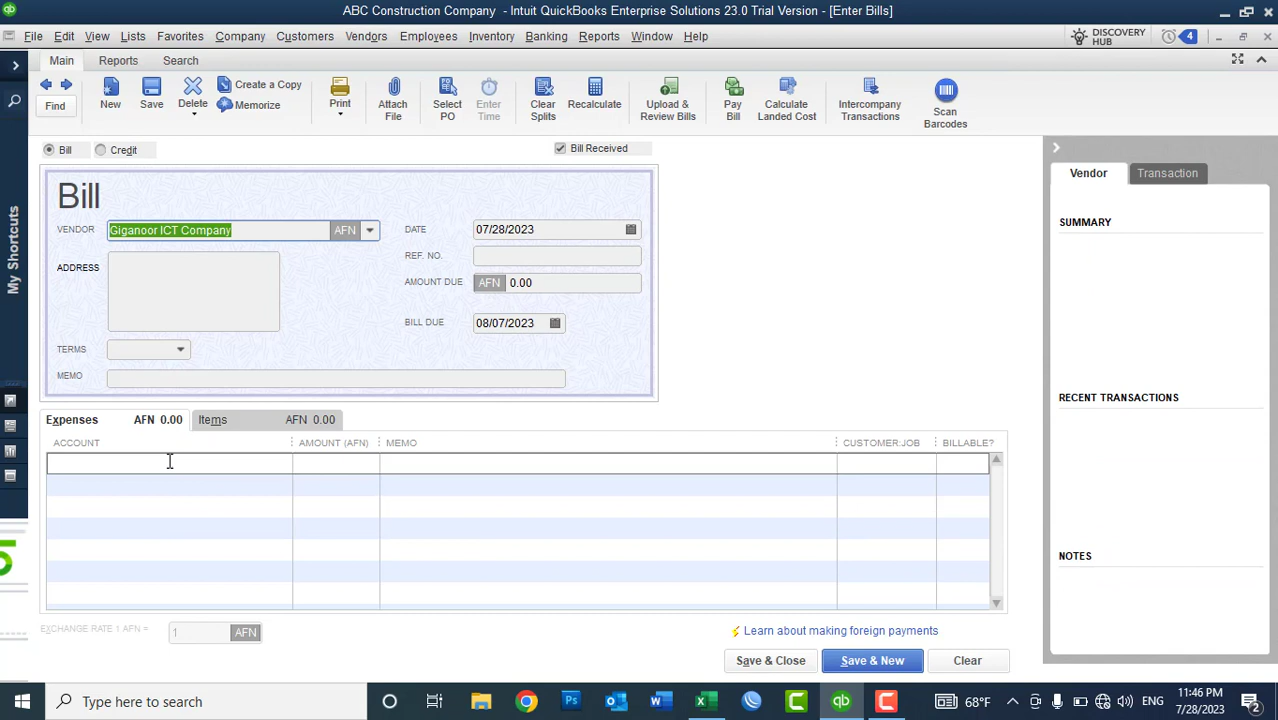 ABC Construction Company - Intuit QuickBooks Enterprise Solutions 23.0 Trial Version - [Enter Bills]
File Edit View Lists Favorites Company Customers Vendors Employees Inventory Banking Reports Window Help DISCOVERY HUB 4
Main Reports Search
Find New Save Delete Create a Copy Memorize Print Attach File Select PO Enter Time Clear Splits Recalculate Upload & Review Bills Pay Bill Calculate Landed Cost Intercompany Transactions Scan Barcodes
My Shortcuts
Bill Credit Bill Received
Bill
VENDOR Giganoor ICT Company AFN DATE 07/28/2023
ADDRESS REF. NO.
AMOUNT DUE AFN 0.00
BILL DUE 08/07/2023
TERMS
MEMO
Expenses AFN 0.00 Items AFN 0.00
ACCOUNT AMOUNT (AFN) MEMO CUSTOMER:JOB BILLABLE?
EXCHANGE RATE 1 AFN = 1 AFN
Learn about making foreign payments
Save & Close Save & New Clear
Vendor Transaction
SUMMARY
RECENT TRANSACTIONS
NOTES
Type here to search 68°F ENG 11:46 PM
7/28/2023 2